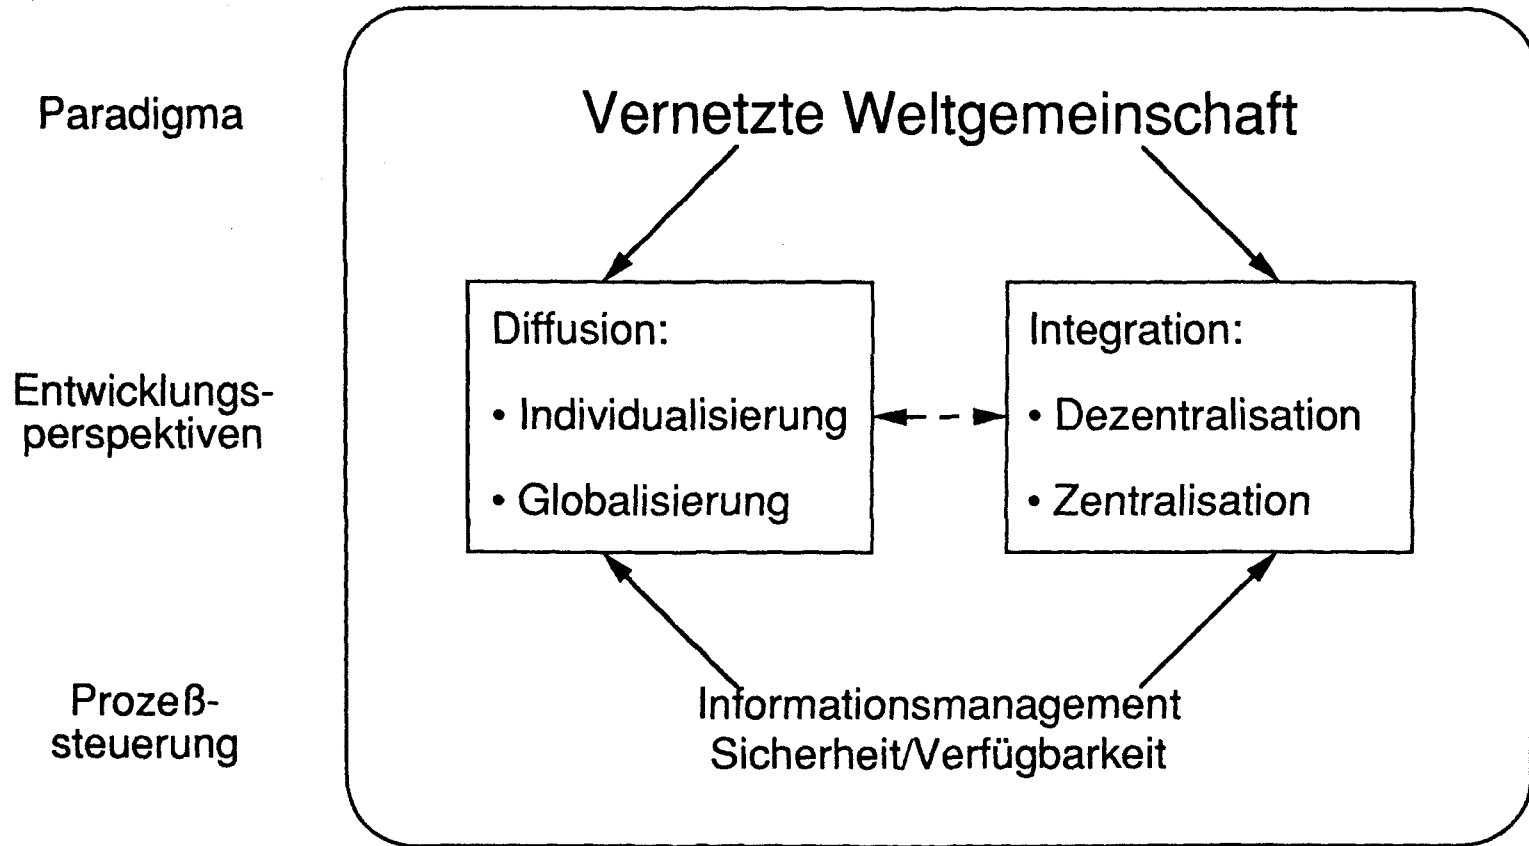 Paradigma
Vernetzte Weltgemeinschaft
Entwicklungs-
perspektiven
Diffusion:
• Individualisierung
• Globalisierung
Integration:
• Dezentralisation
• Zentralisation
Prozeß-
steuerung
Informationsmanagement
Sicherheit/Verfügbarkeit